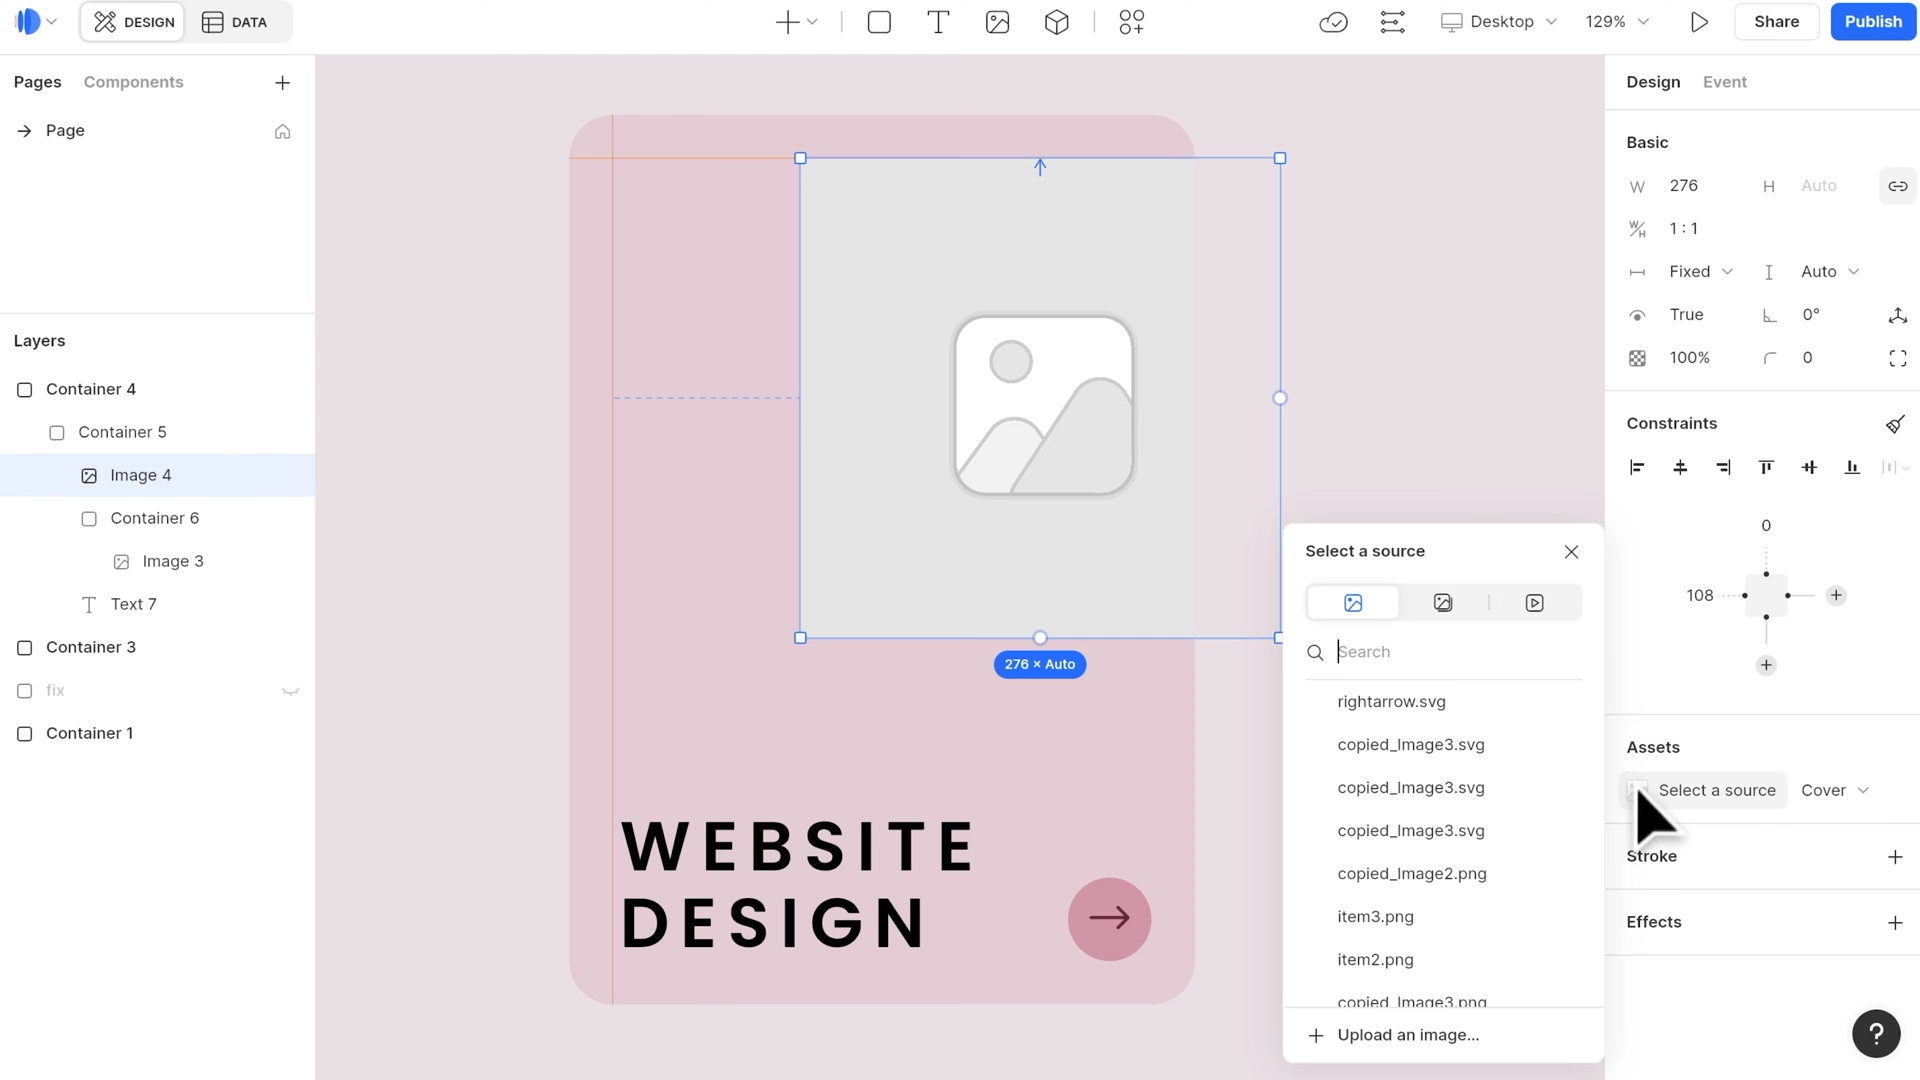 DESIGN DATA Desktop 129% Share Publish
Pages Components
Page
Layers
Container 4
Container 5
Image 4
Container 6
Image 3
Text 7
Container 3
fix
Container 1
276 × Auto
WEBSITE
DESIGN
Select a source
Search
rightarrow.svg
copied_Image3.svg
copied_Image3.svg
copied_Image3.svg
copied_Image2.png
item3.png
item2.png
copied_Image3.png
Upload an image...
Design Event
Basic
W 276 H Auto
W/H 1 : 1
Fixed Auto
True 0°
100% 0
Constraints
0
108
Assets
Select a source Cover
Stroke
Effects
?